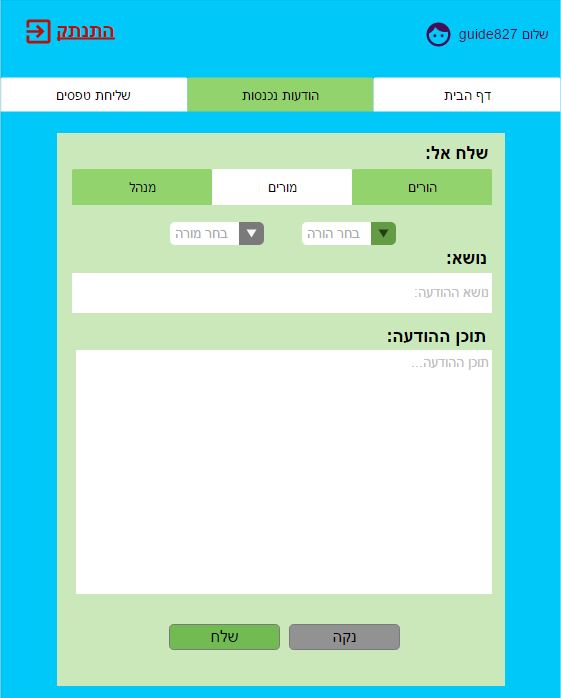 שלום guide827
התנתק
דף הבית
הודעות נכנסות
שליחת טפסים
שלח אל:
הורים
מורים
מנהל
בחר הורה
בחר מורה
נושא:
נושא ההודעה:
תוכן ההודעה:
תוכן ההודעה...
נקה
שלח